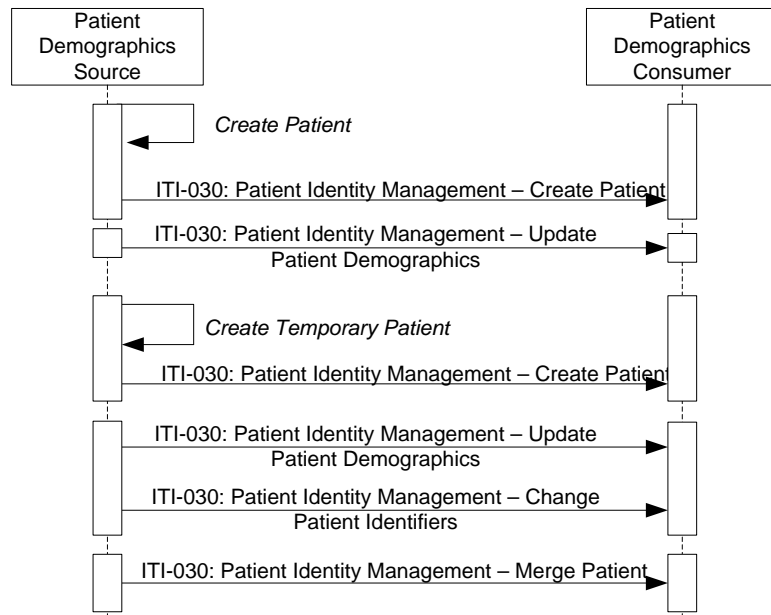 Patient
Demographics
Source
Patient
Demographics
Consumer
Create Patient
ITI-030: Patient Identity Management – Create Patient
ITI-030: Patient Identity Management – Update
Patient Demographics
Create Temporary Patient
ITI-030: Patient Identity Management – Create Patient
ITI-030: Patient Identity Management – Update
Patient Demographics
ITI-030: Patient Identity Management – Change
Patient Identifiers
ITI-030: Patient Identity Management – Merge Patient